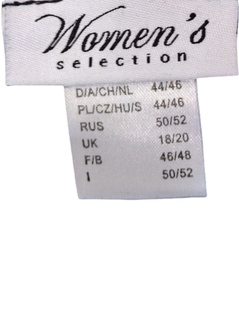 Women's
selection
D/A/CH/NL 44/46
PL/CZ/HU/S 44/46
RUS 50/52
UK 18/20
F/B 46/48
I 50/52